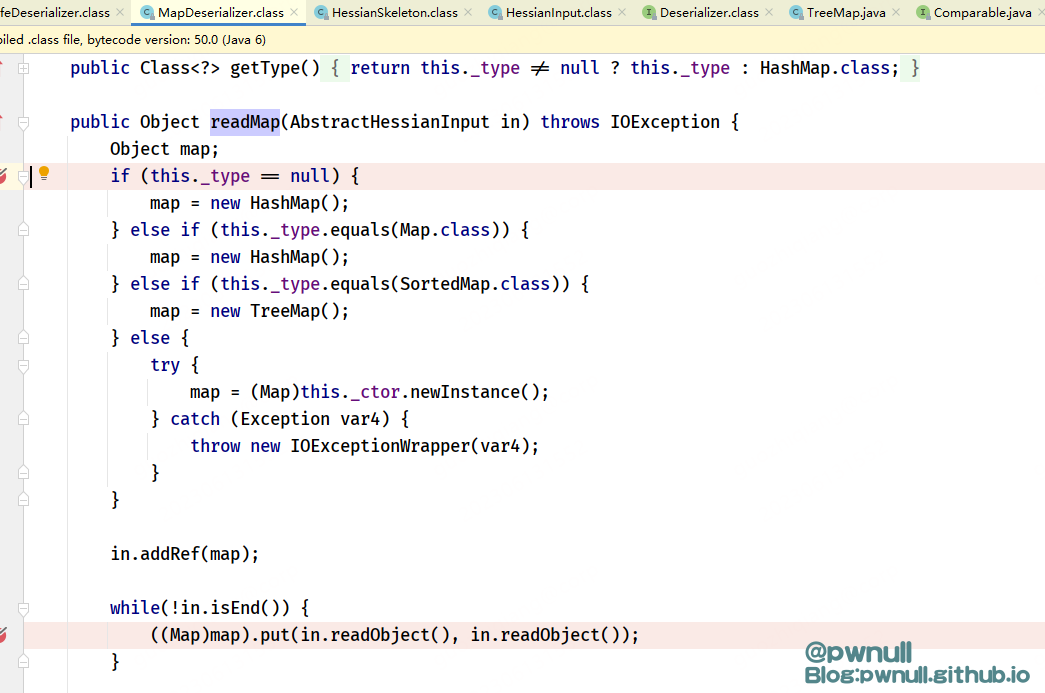 feDeserializer.class MapDeserializer.class HessianSkeleton.class HessianInput.class Deserializer.class TreeMap.java Comparable.java
piled .class file, bytecode version: 50.0 (Java 6)
public Class<?> getType() { return this._type ≠ null ? this._type : HashMap.class; }
public Object readMap(AbstractHessianInput in) throws IOException {
Object map;
if (this._type == null) {
map = new HashMap();
} else if (this._type.equals(Map.class)) {
map = new HashMap();
} else if (this._type.equals(SortedMap.class)) {
map = new TreeMap();
} else {
try {
map = (Map)this._ctor.newInstance();
} catch (Exception var4) {
throw new IOExceptionWrapper(var4);
}
}
in.addRef(map);
while(!in.isEnd()) {
((Map)map).put(in.readObject(), in.readObject());
}
@pwnull
Blog:pwnull.github.io